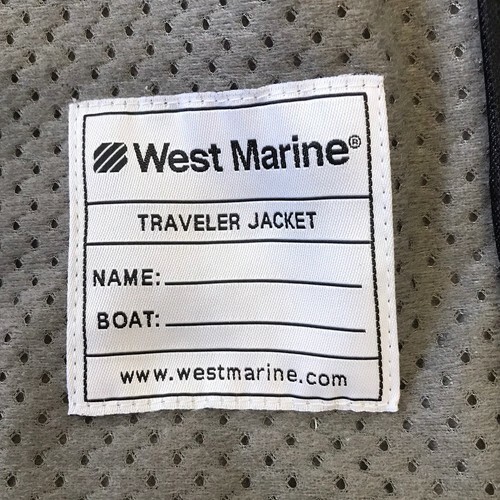 West Marine®
TRAVELER JACKET
NAME:
BOAT:
www.westmarine.com